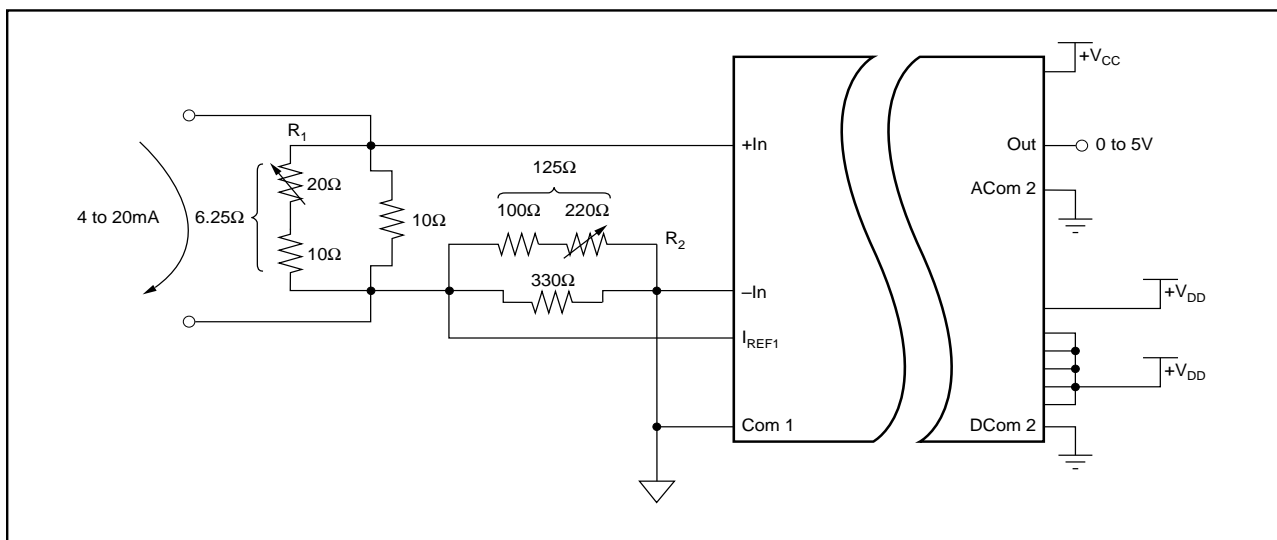 +V_CC
R_1
+In
Out
0 to 5V
125Ω
20Ω
100Ω
220Ω
ACom 2
4 to 20mA
6.25Ω
10Ω
R_2
10Ω
330Ω
–In
+V_DD
I_REF1
+V_DD
Com 1
DCom 2